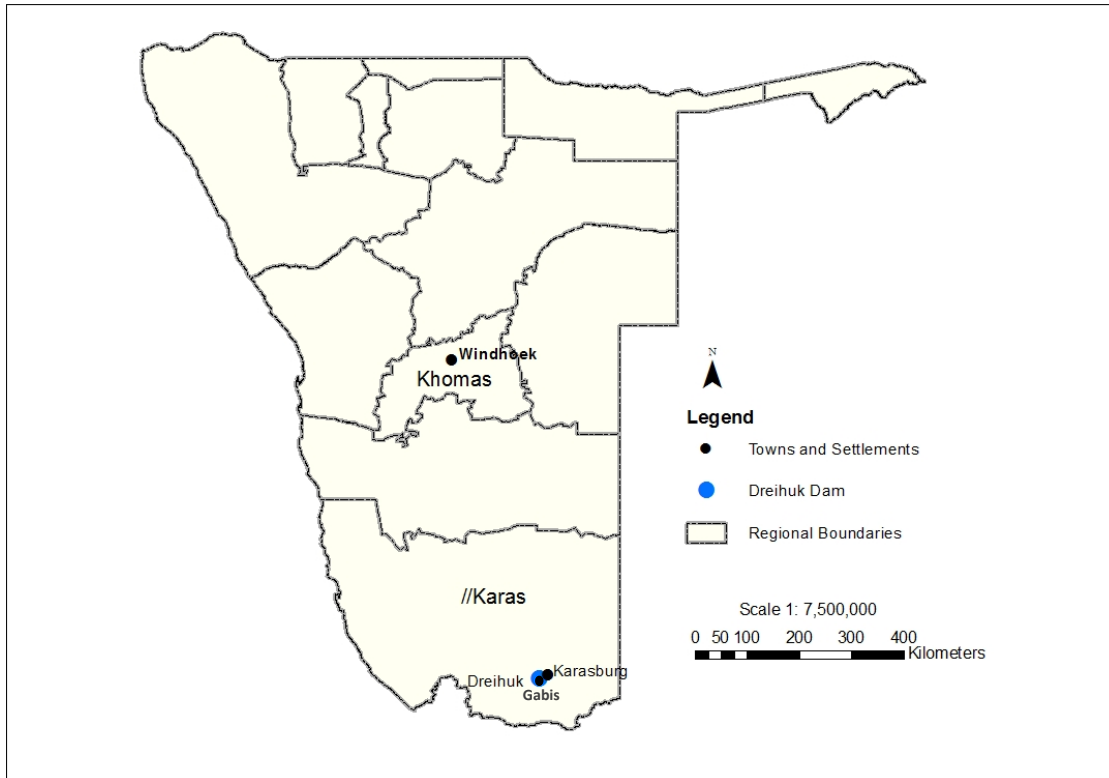 Windhoek
Khomas
N
Legend
Towns and Settlements
Dreihuk Dam
Regional Boundaries
//Karas
Scale 1: 7,500,000
0 50 100 200 300 400
Kilometers
Karasburg
Dreihuk
Gabis